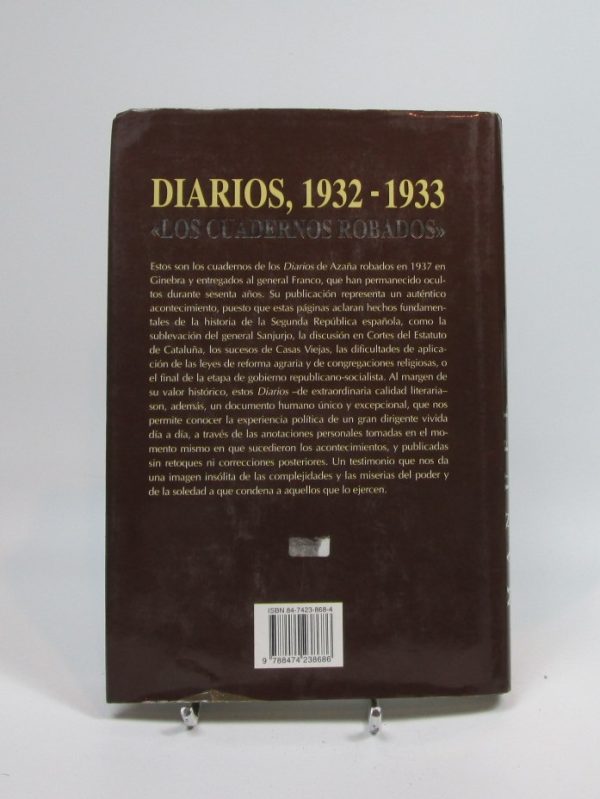 DIARIOS, 1932 - 1933
«LOS CUADERNOS ROBADOS»
Estos son los cuadernos de los Diarios de Azaña robados en 1937 en
Ginebra y entregados al general Franco, que han permanecido ocul-
tos durante sesenta años. Su publicación representa un auténtico
acontecimiento, puesto que estas páginas aclaran hechos fundamen-
tales de la historia de la Segunda República española, como la
sublevación del general Sanjurjo, la discusión en Cortes del Estatuto
de Cataluña, los sucesos de Casas Viejas, las dificultades de aplica-
ción de las leyes de reforma agraria y de congregaciones religiosas, o
el final de la etapa de gobierno republicano-socialista. Al margen de
su valor histórico, estos Diarios –de extraordinaria calidad literaria–
son, además, un documento humano único y excepcional, que nos
permite conocer la experiencia política de un gran dirigente vivida
día a día, a través de las anotaciones personales tomadas en el mo-
mento mismo en que sucedieron los acontecimientos, y publicadas
sin retoques ni correcciones posteriores. Un testimonio que nos da
una imagen insólita de las complejidades y las miserias del poder y
de la soledad a que condena a aquellos que lo ejercen.
ISBN 84-7423-868-4
9 788474 238686